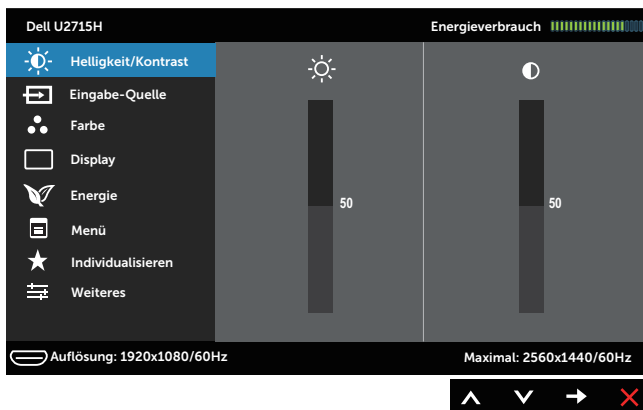 Dell U2715H
Energieverbrauch
Helligkeit/Kontrast
Eingabe-Quelle
Farbe
Display
Energie
Menü
Individualisieren
Weiteres
50
50
Auflösung: 1920x1080/60Hz
Maximal: 2560x1440/60Hz